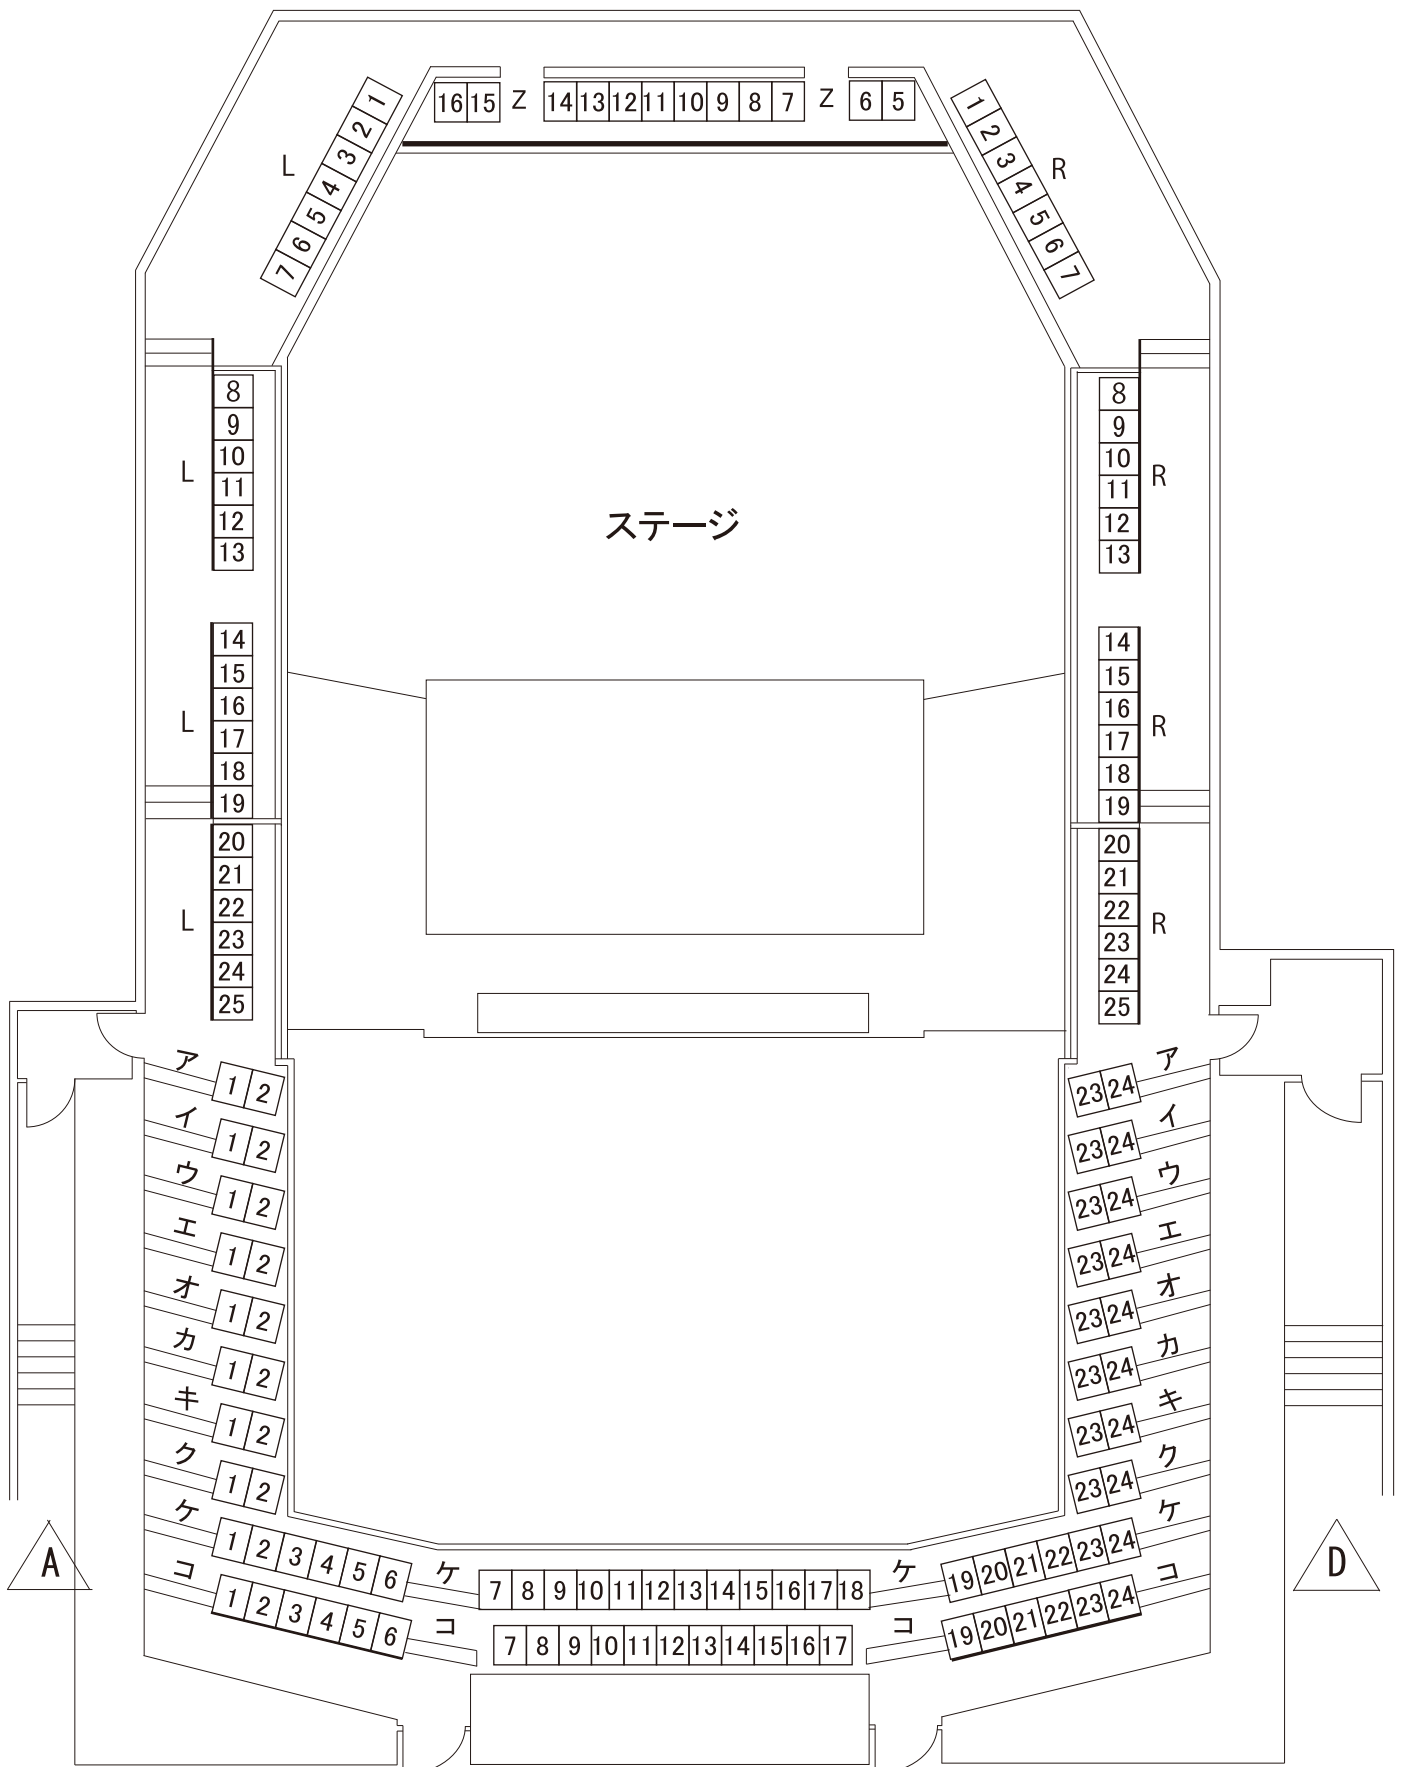 16 15 Z 14 13 12 11 10 9 8 7 Z 6 5
L 1 2 3 4 5 6 7
R 1 2 3 4 5 6 7
L 8 9 10 11 12 13
ステージ
R 8 9 10 11 12 13
L 14 15 16 17 18 19
R 14 15 16 17 18 19
L 20 21 22 23 24 25
R 20 21 22 23 24 25
ア 1 2 23 24 ア
イ 1 2 23 24 イ
ウ 1 2 23 24 ウ
エ 1 2 23 24 エ
オ 1 2 23 24 オ
カ 1 2 23 24 カ
キ 1 2 23 24 キ
ク 1 2 23 24 ク
ケ 1 2 3 4 5 6 ケ 7 8 9 10 11 12 13 14 15 16 17 18 ケ 19 20 21 22 23 24 ケ
コ 1 2 3 4 5 6 コ 7 8 9 10 11 12 13 14 15 16 17 コ 19 20 21 22 23 24 コ
A
D